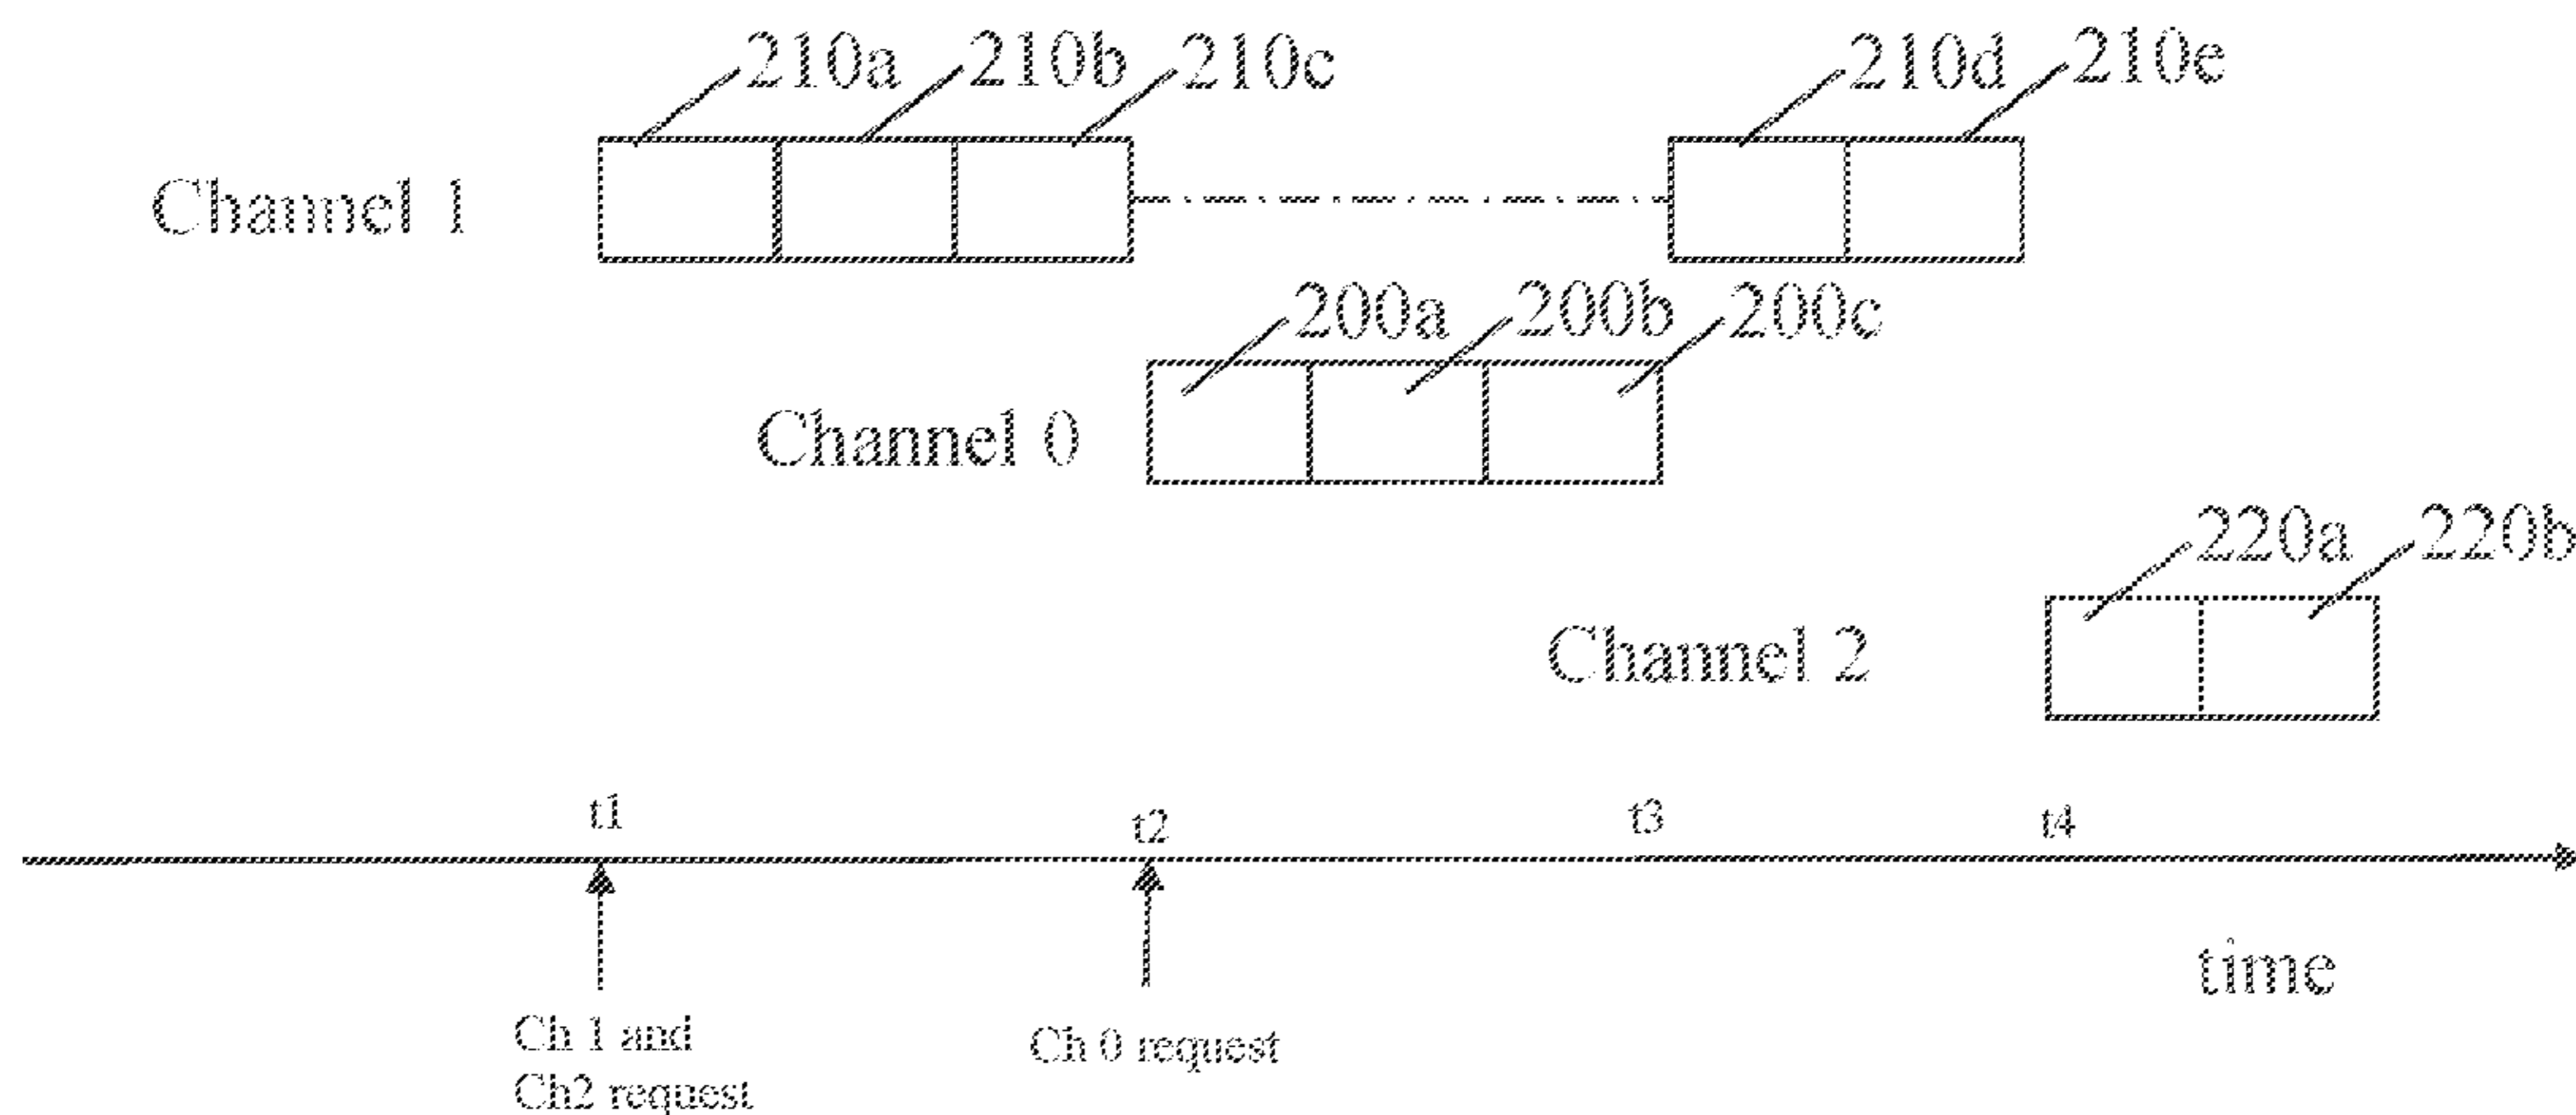 210a 210b 210c 210d 210e
Channel 1
200a 200b 200c
Channel 0
220a 220b
Channel 2
t1 t2 t3 t4
time
Ch 1 and
Ch2 request
Ch 0 request